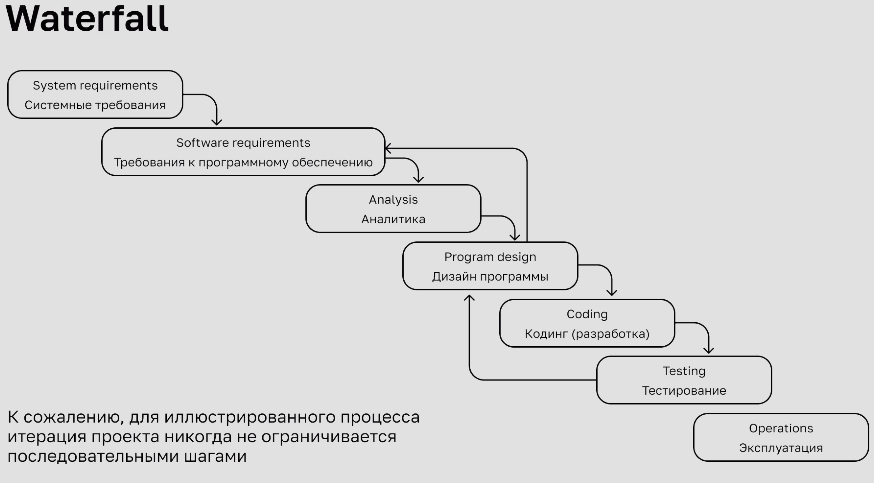 Waterfall
System requirements
Системные требования
Software requirements
Требования к программному обеспечению
Analysis
Аналитика
Program design
Дизайн программы
Coding
Кодинг (разработка)
Testing
Тестирование
Operations
Эксплуатация
К сожалению, для иллюстрированного процесса
итерация проекта никогда не ограничивается
последовательными шагами